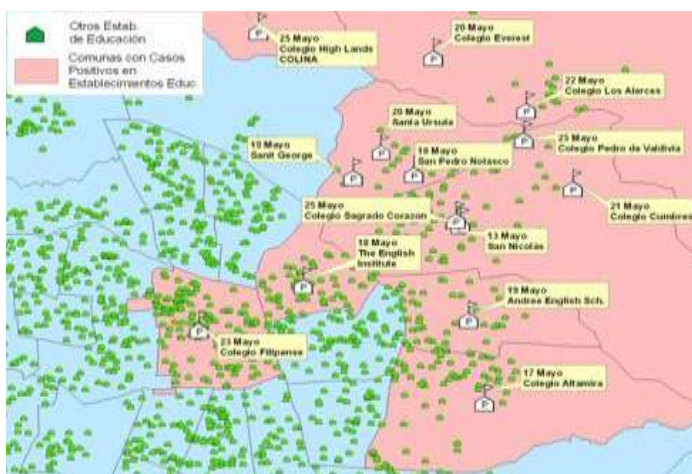 Otros Estab.
de Educación
Comunas con Casos
Positivos en
Establecimientos Educ.
25 Mayo
Colegio High Lands
COLINA
20 Mayo
Colegio Everest
22 Mayo
Colegio Los Alerces
20 Mayo
Santa Ursula
25 Mayo
Colegio Pedro de Valdivia
19 Mayo
Sanit George
18 Mayo
San Pedro Nolasco
21 Mayo
Colegio Cumbres
25 Mayo
Colegio Sagrado Corazon
13 Mayo
San Nicolás
18 Mayo
The English
Institute
19 Mayo
Andree English Sch.
23 Mayo
Colegio Filipense
17 Mayo
Colegio Altamira
P
P
P
P
P
P
P
P
P
P
P
P
P